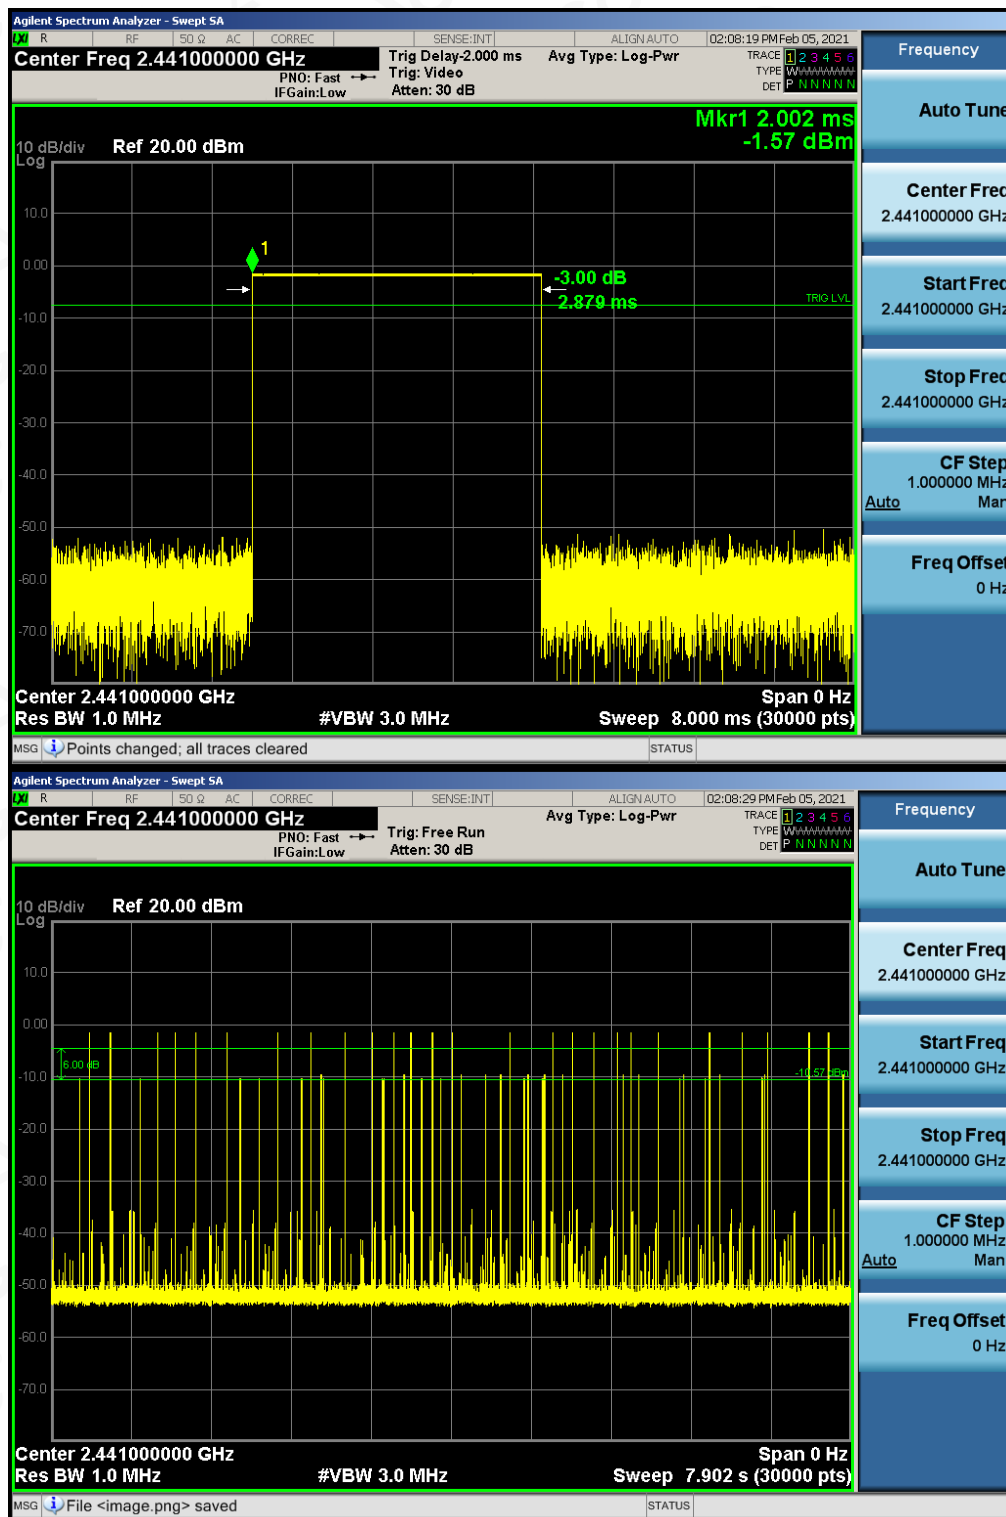 Agilent Spectrum Analyzer - Swept SA
LXI R RF 50 Ω AC CORREC SENSE:INT ALIGN AUTO 02:08:19 PM Feb 05, 2021
Center Freq 2.441000000 GHz
PNO: Fast
IFGain:Low
Trig Delay-2.000 ms
Trig: Video
Atten: 30 dB
Avg Type: Log-Pwr
TRACE 1 2 3 4 5 6
TYPE W
DET P N N N N N
Mkr1 2.002 ms
-1.57 dBm
10 dB/div Ref 20.00 dBm
Log
10.0
0.00
-10.0
-20.0
-30.0
-40.0
-50.0
-60.0
-70.0
1
-3.00 dB
2.879 ms
TRIG LVL
Center 2.441000000 GHz Span 0 Hz
Res BW 1.0 MHz #VBW 3.0 MHz Sweep 8.000 ms (30000 pts)
MSG Points changed; all traces cleared STATUS
Frequency
Auto Tune
Center Freq
2.441000000 GHz
Start Freq
2.441000000 GHz
Stop Freq
2.441000000 GHz
CF Step
1.000000 MHz
Auto Man
Freq Offset
0 Hz
Agilent Spectrum Analyzer - Swept SA
LXI R RF 50 Ω AC CORREC SENSE:INT ALIGN AUTO 02:08:29 PM Feb 05, 2021
Center Freq 2.441000000 GHz
PNO: Fast
IFGain:Low
Trig: Free Run
Atten: 30 dB
Avg Type: Log-Pwr
TRACE 1 2 3 4 5 6
TYPE W
DET P N N N N N
10 dB/div Ref 20.00 dBm
Log
10.0
0.00
-10.0
-20.0
-30.0
-40.0
-50.0
-60.0
-70.0
6.00 dB
-10.57 dBm
Center 2.441000000 GHz Span 0 Hz
Res BW 1.0 MHz #VBW 3.0 MHz Sweep 7.902 s (30000 pts)
MSG File <image.png> saved STATUS
Frequency
Auto Tune
Center Freq
2.441000000 GHz
Start Freq
2.441000000 GHz
Stop Freq
2.441000000 GHz
CF Step
1.000000 MHz
Auto Man
Freq Offset
0 Hz